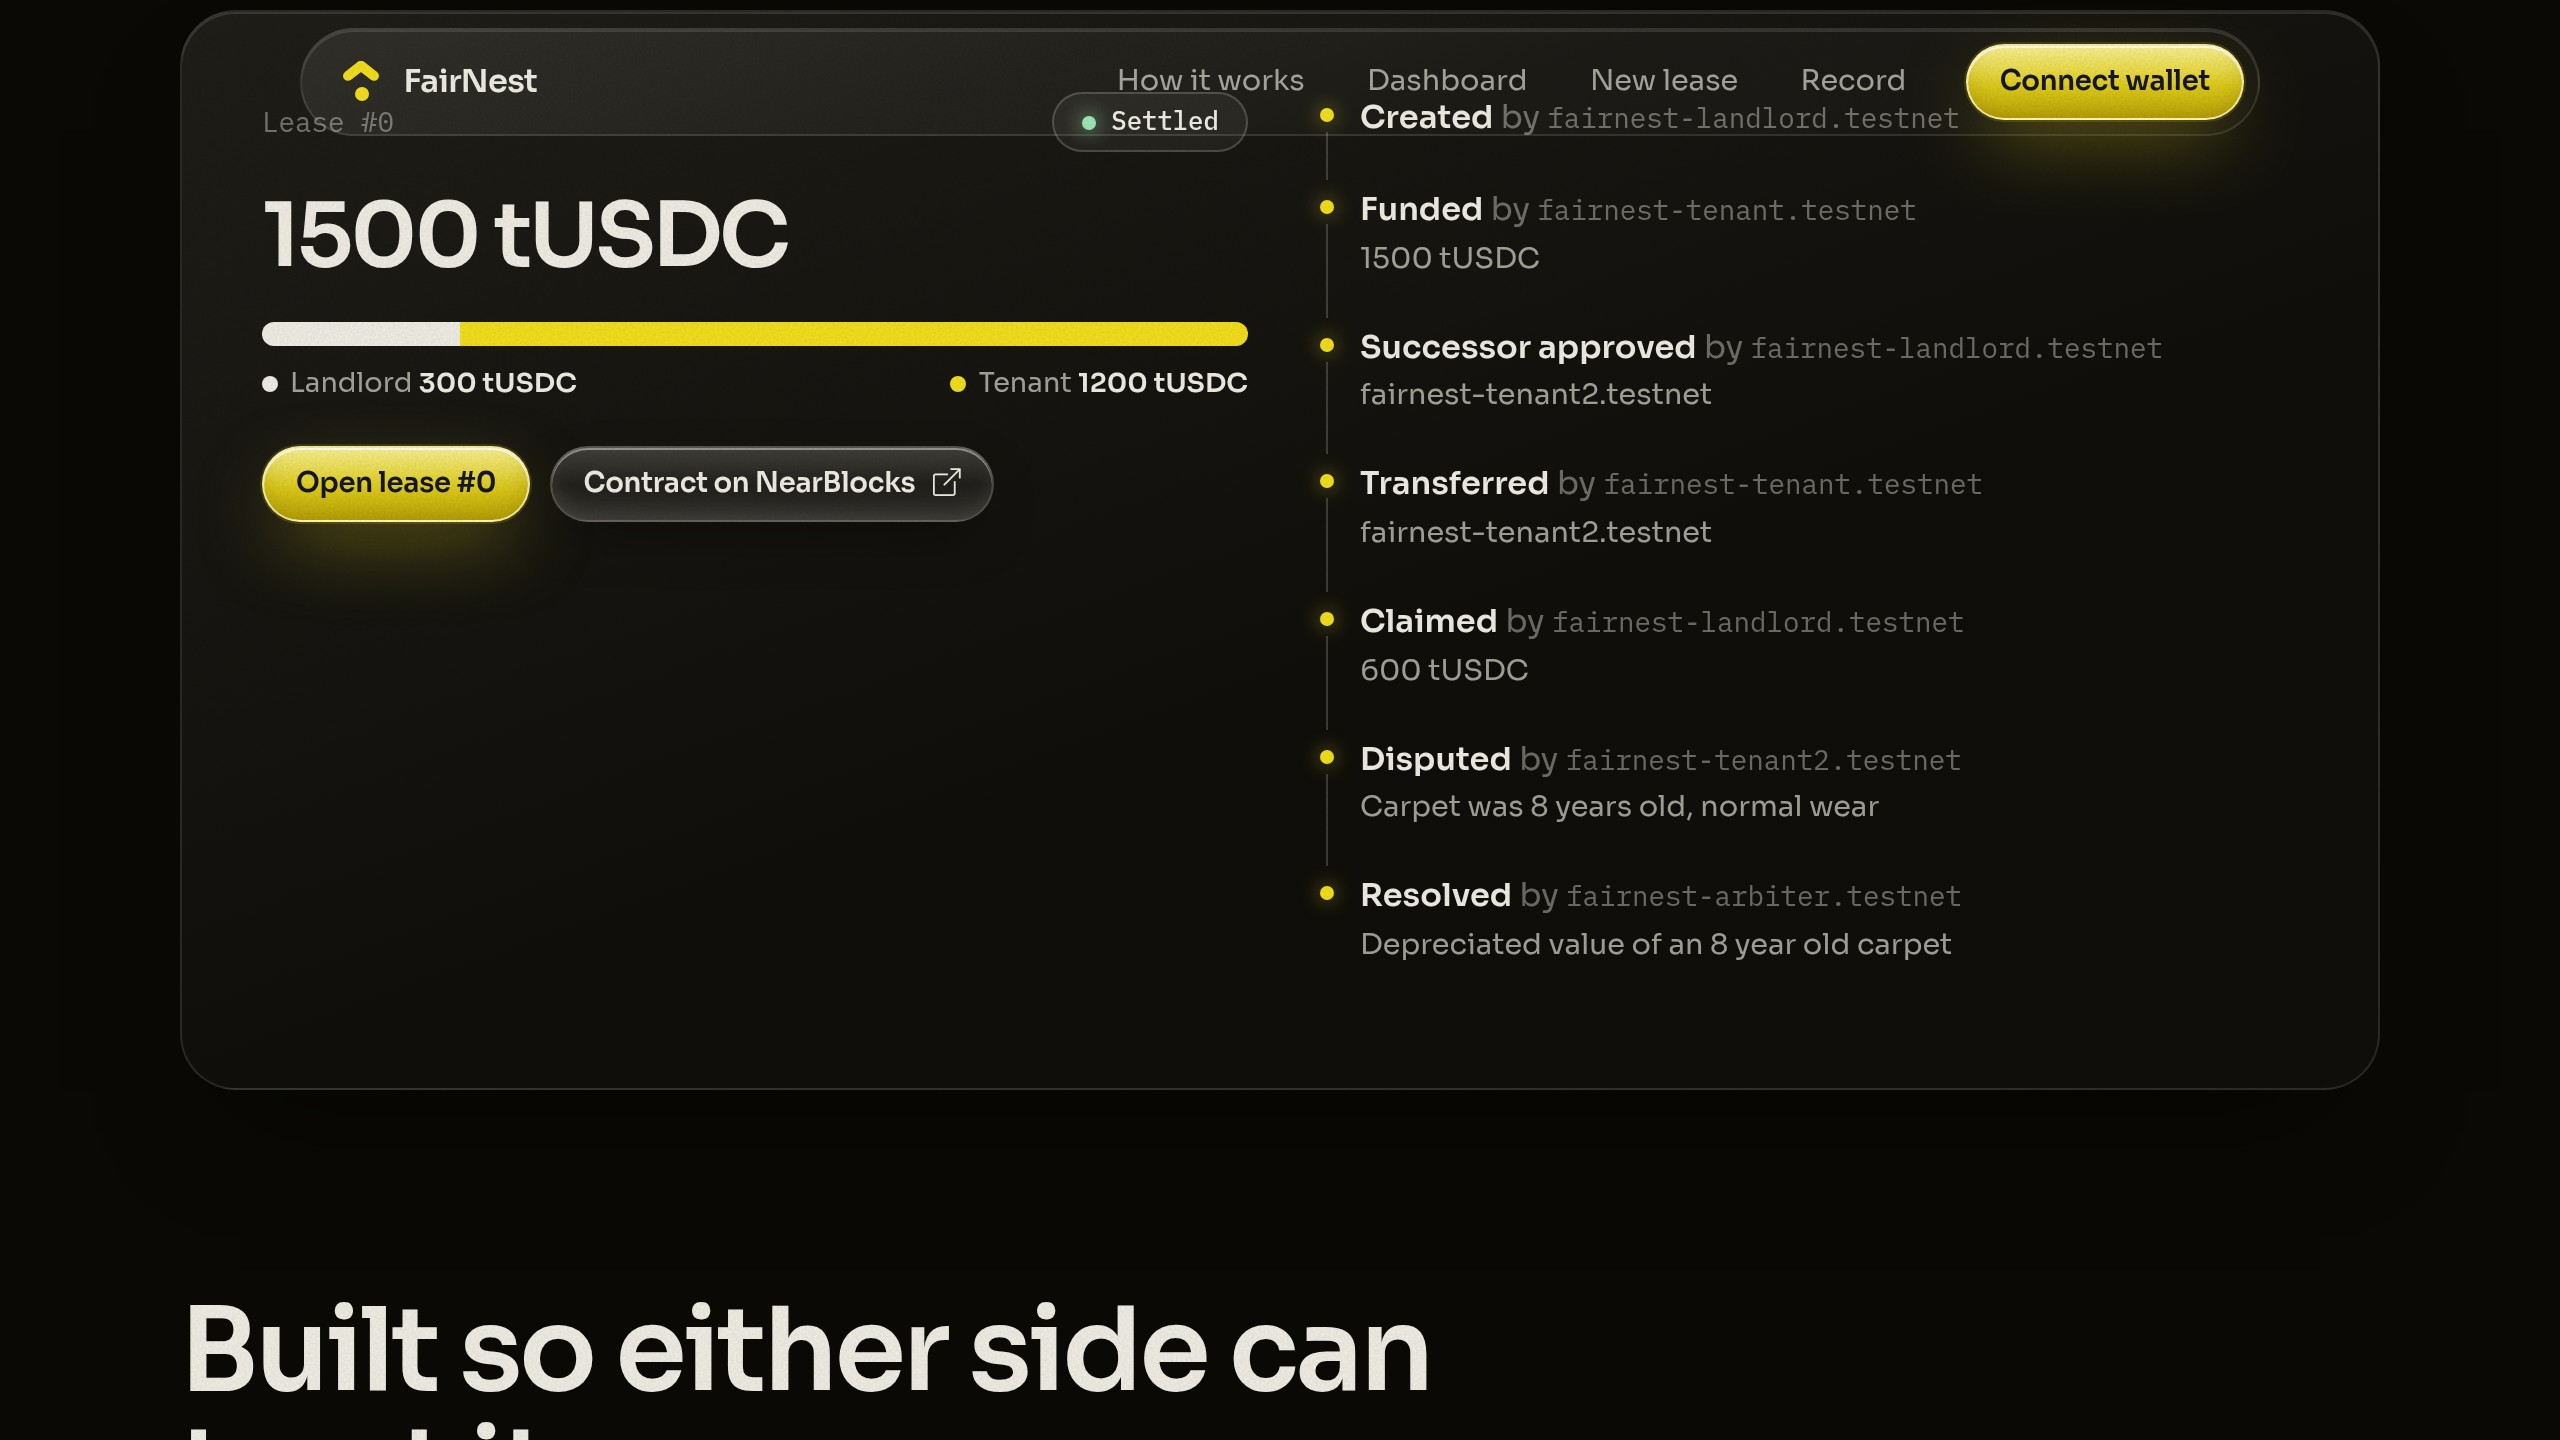 FairNest
How it works
Dashboard
New lease
Record
Connect wallet
Lease #0
Settled
1500 tUSDC
Landlord 300 tUSDC
Tenant 1200 tUSDC
Open lease #0
Contract on NearBlocks
Created by fairnest-landlord.testnet
Funded by fairnest-tenant.testnet
1500 tUSDC
Successor approved by fairnest-landlord.testnet
fairnest-tenant2.testnet
Transferred by fairnest-tenant.testnet
fairnest-tenant2.testnet
Claimed by fairnest-landlord.testnet
600 tUSDC
Disputed by fairnest-tenant2.testnet
Carpet was 8 years old, normal wear
Resolved by fairnest-arbiter.testnet
Depreciated value of an 8 year old carpet
Built so either side can